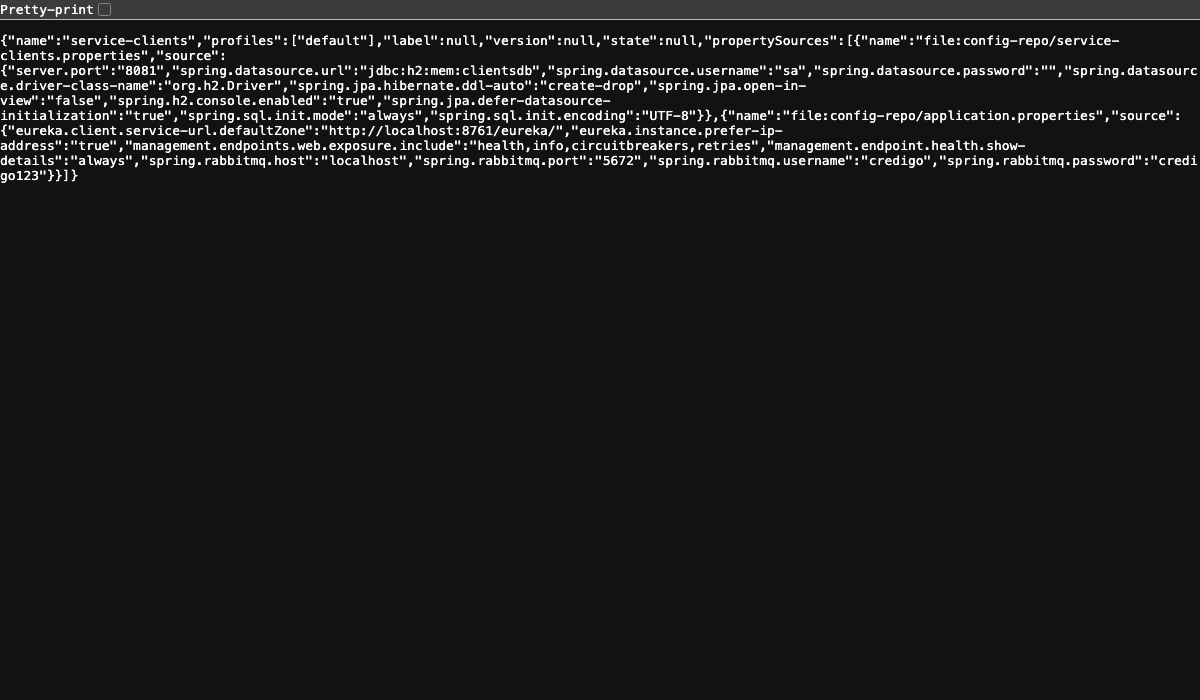 Pretty-print
{"name":"service-clients","profiles":["default"],"label":null,"version":null,"state":null,"propertySources":[{"name":"file:config-repo/service-
clients.properties","source":
{"server.port":"8081","spring.datasource.url":"jdbc:h2:mem:clientsdb","spring.datasource.username":"sa","spring.datasource.password":"","spring.datasourc
e.driver-class-name":"org.h2.Driver","spring.jpa.hibernate.ddl-auto":"create-drop","spring.jpa.open-in-
view":"false","spring.h2.console.enabled":"true","spring.jpa.defer-datasource-
initialization":"true","spring.sql.init.mode":"always","spring.sql.init.encoding":"UTF-8"}},{"name":"file:config-repo/application.properties","source":
{"eureka.client.service-url.defaultZone":"http://localhost:8761/eureka/","eureka.instance.prefer-ip-
address":"true","management.endpoints.web.exposure.include":"health,info,circuitbreakers,retries","management.endpoint.health.show-
details":"always","spring.rabbitmq.host":"localhost","spring.rabbitmq.port":"5672","spring.rabbitmq.username":"credigo","spring.rabbitmq.password":"credi
go123"}}]}